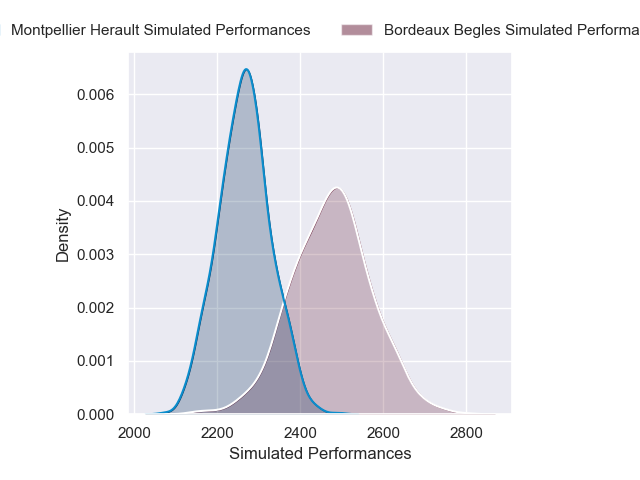 Montpellier Herault Simulated Performances
Bordeaux Begles Simulated Performa
0.006
0.005
0.004
0.003
0.002
0.001
0.000
Density
2000 2200 2400 2600 2800
Simulated Performances